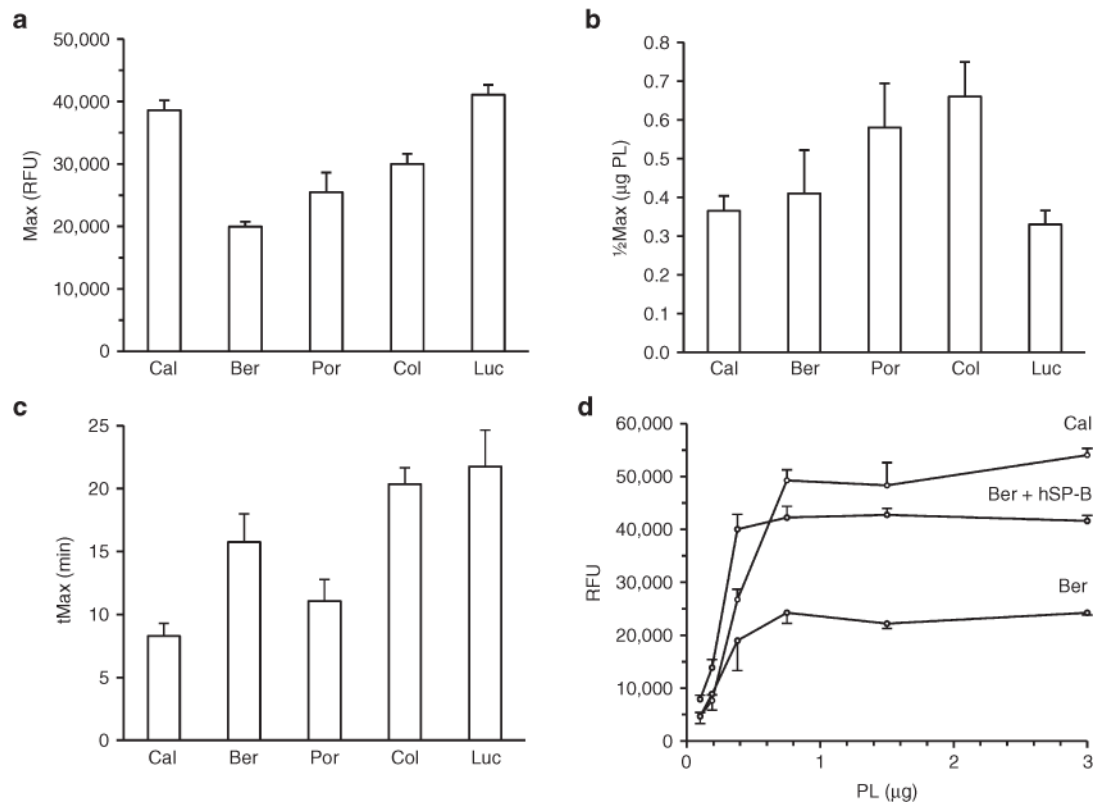 a
50,000
40,000
30,000
20,000
10,000
0
Max (RFU)
Cal Ber Por Col Luc
b
0.8
0.7
0.6
0.5
0.4
0.3
0.2
0.1
0.0
½Max (µg PL)
Cal Ber Por Col Luc
c
25
20
15
10
5
0
tMax (min)
Cal Ber Por Col Luc
d
60,000
50,000
40,000
30,000
20,000
10,000
0
RFU
Cal
Ber + hSP-B
Ber
0 1 2 3
PL (µg)